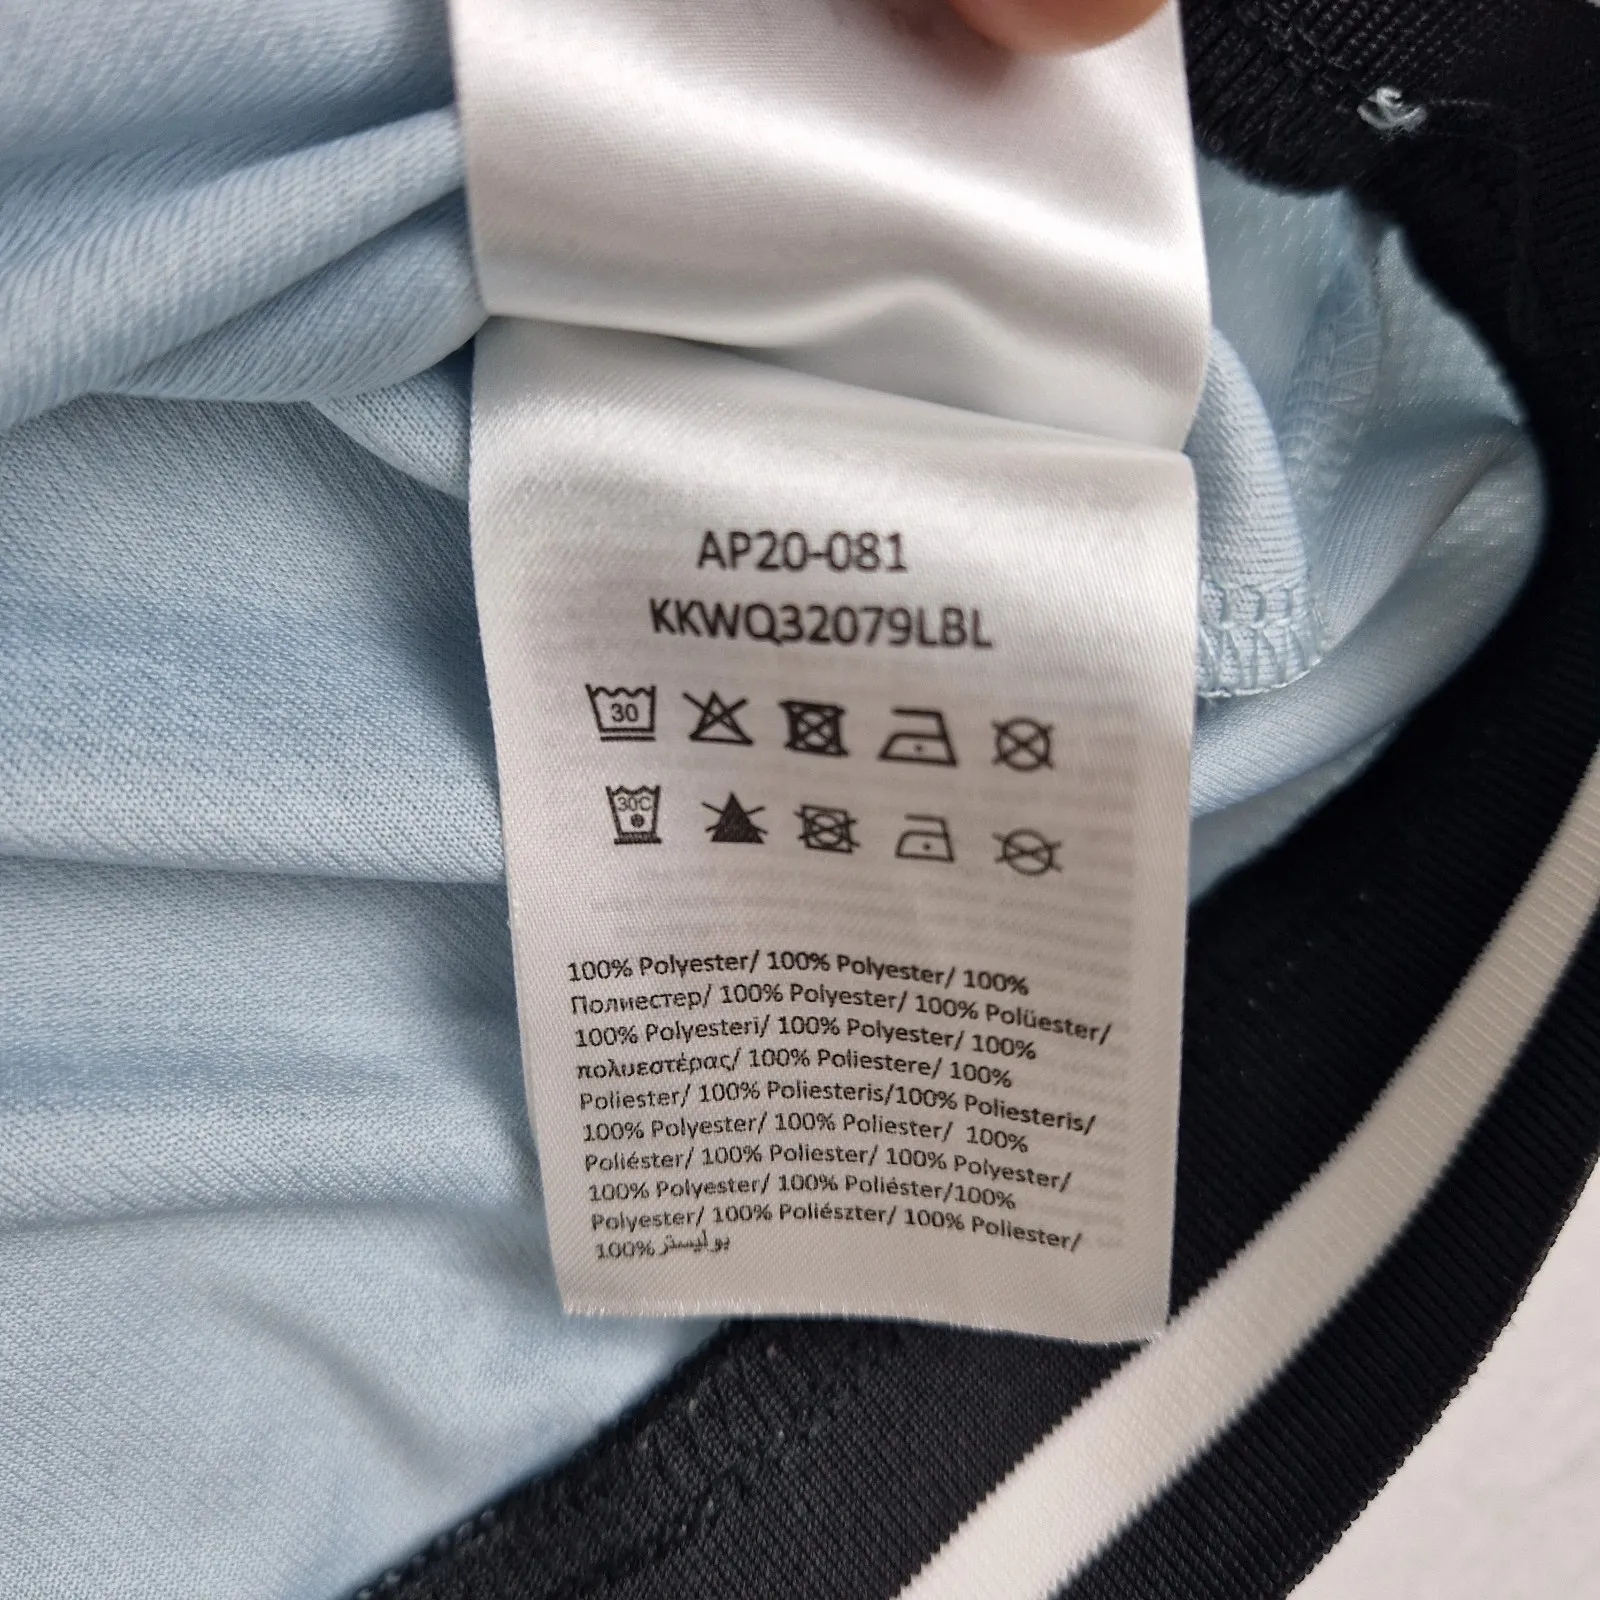 AP20-081
KKWQ32079LBL
30
30C
100% Polyester/ 100% Polyester/ 100%
Полиестер/ 100% Polyester/ 100% Polüester/
100% Polyesteri/ 100% Polyester/ 100%
πολυεστέρας/ 100% Poliestere/ 100%
Poliester/ 100% Poliesteris/100% Poliesteris/
100% Polyester/ 100% Poliester/ 100%
Poliéster/ 100% Poliester/ 100% Polyester/
100% Polyester/ 100% Poliéster/100%
Polyester/ 100% Poliészter/ 100% Poliester/
100% بوليستر